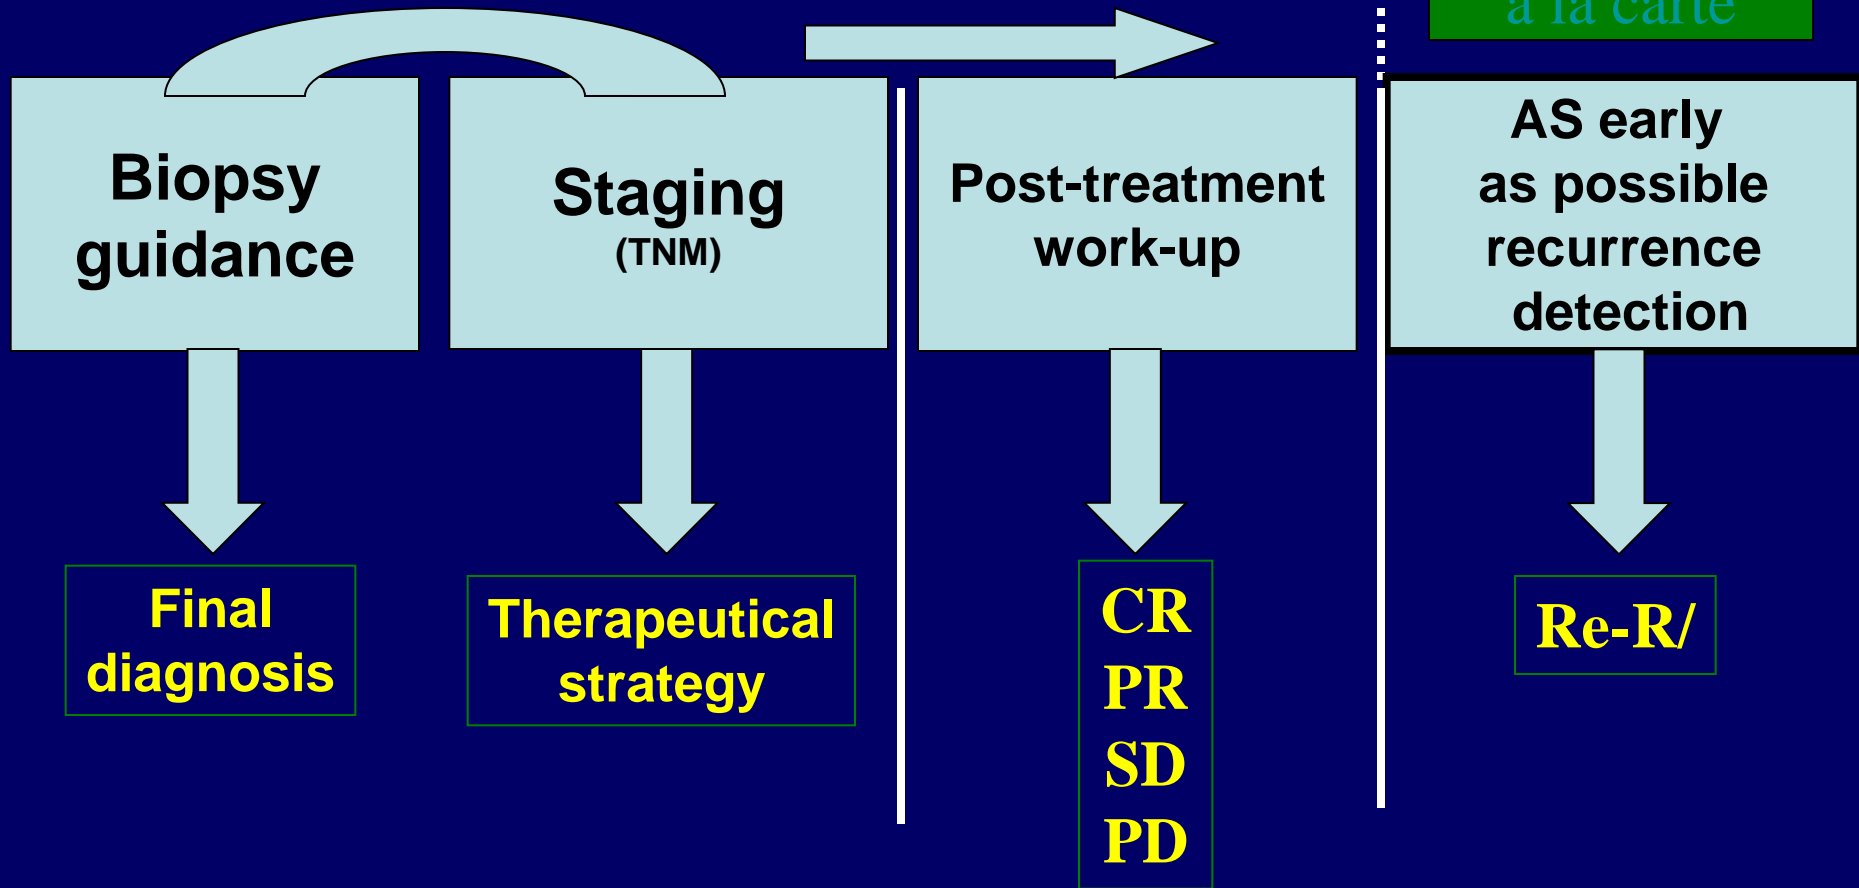 à la carte
Biopsy
guidance
Staging
(TNM)
Post-treatment
work-up
AS early
as possible
recurrence
detection
Final
diagnosis
Therapeutical
strategy
CR
PR
SD
PD
Re-R/